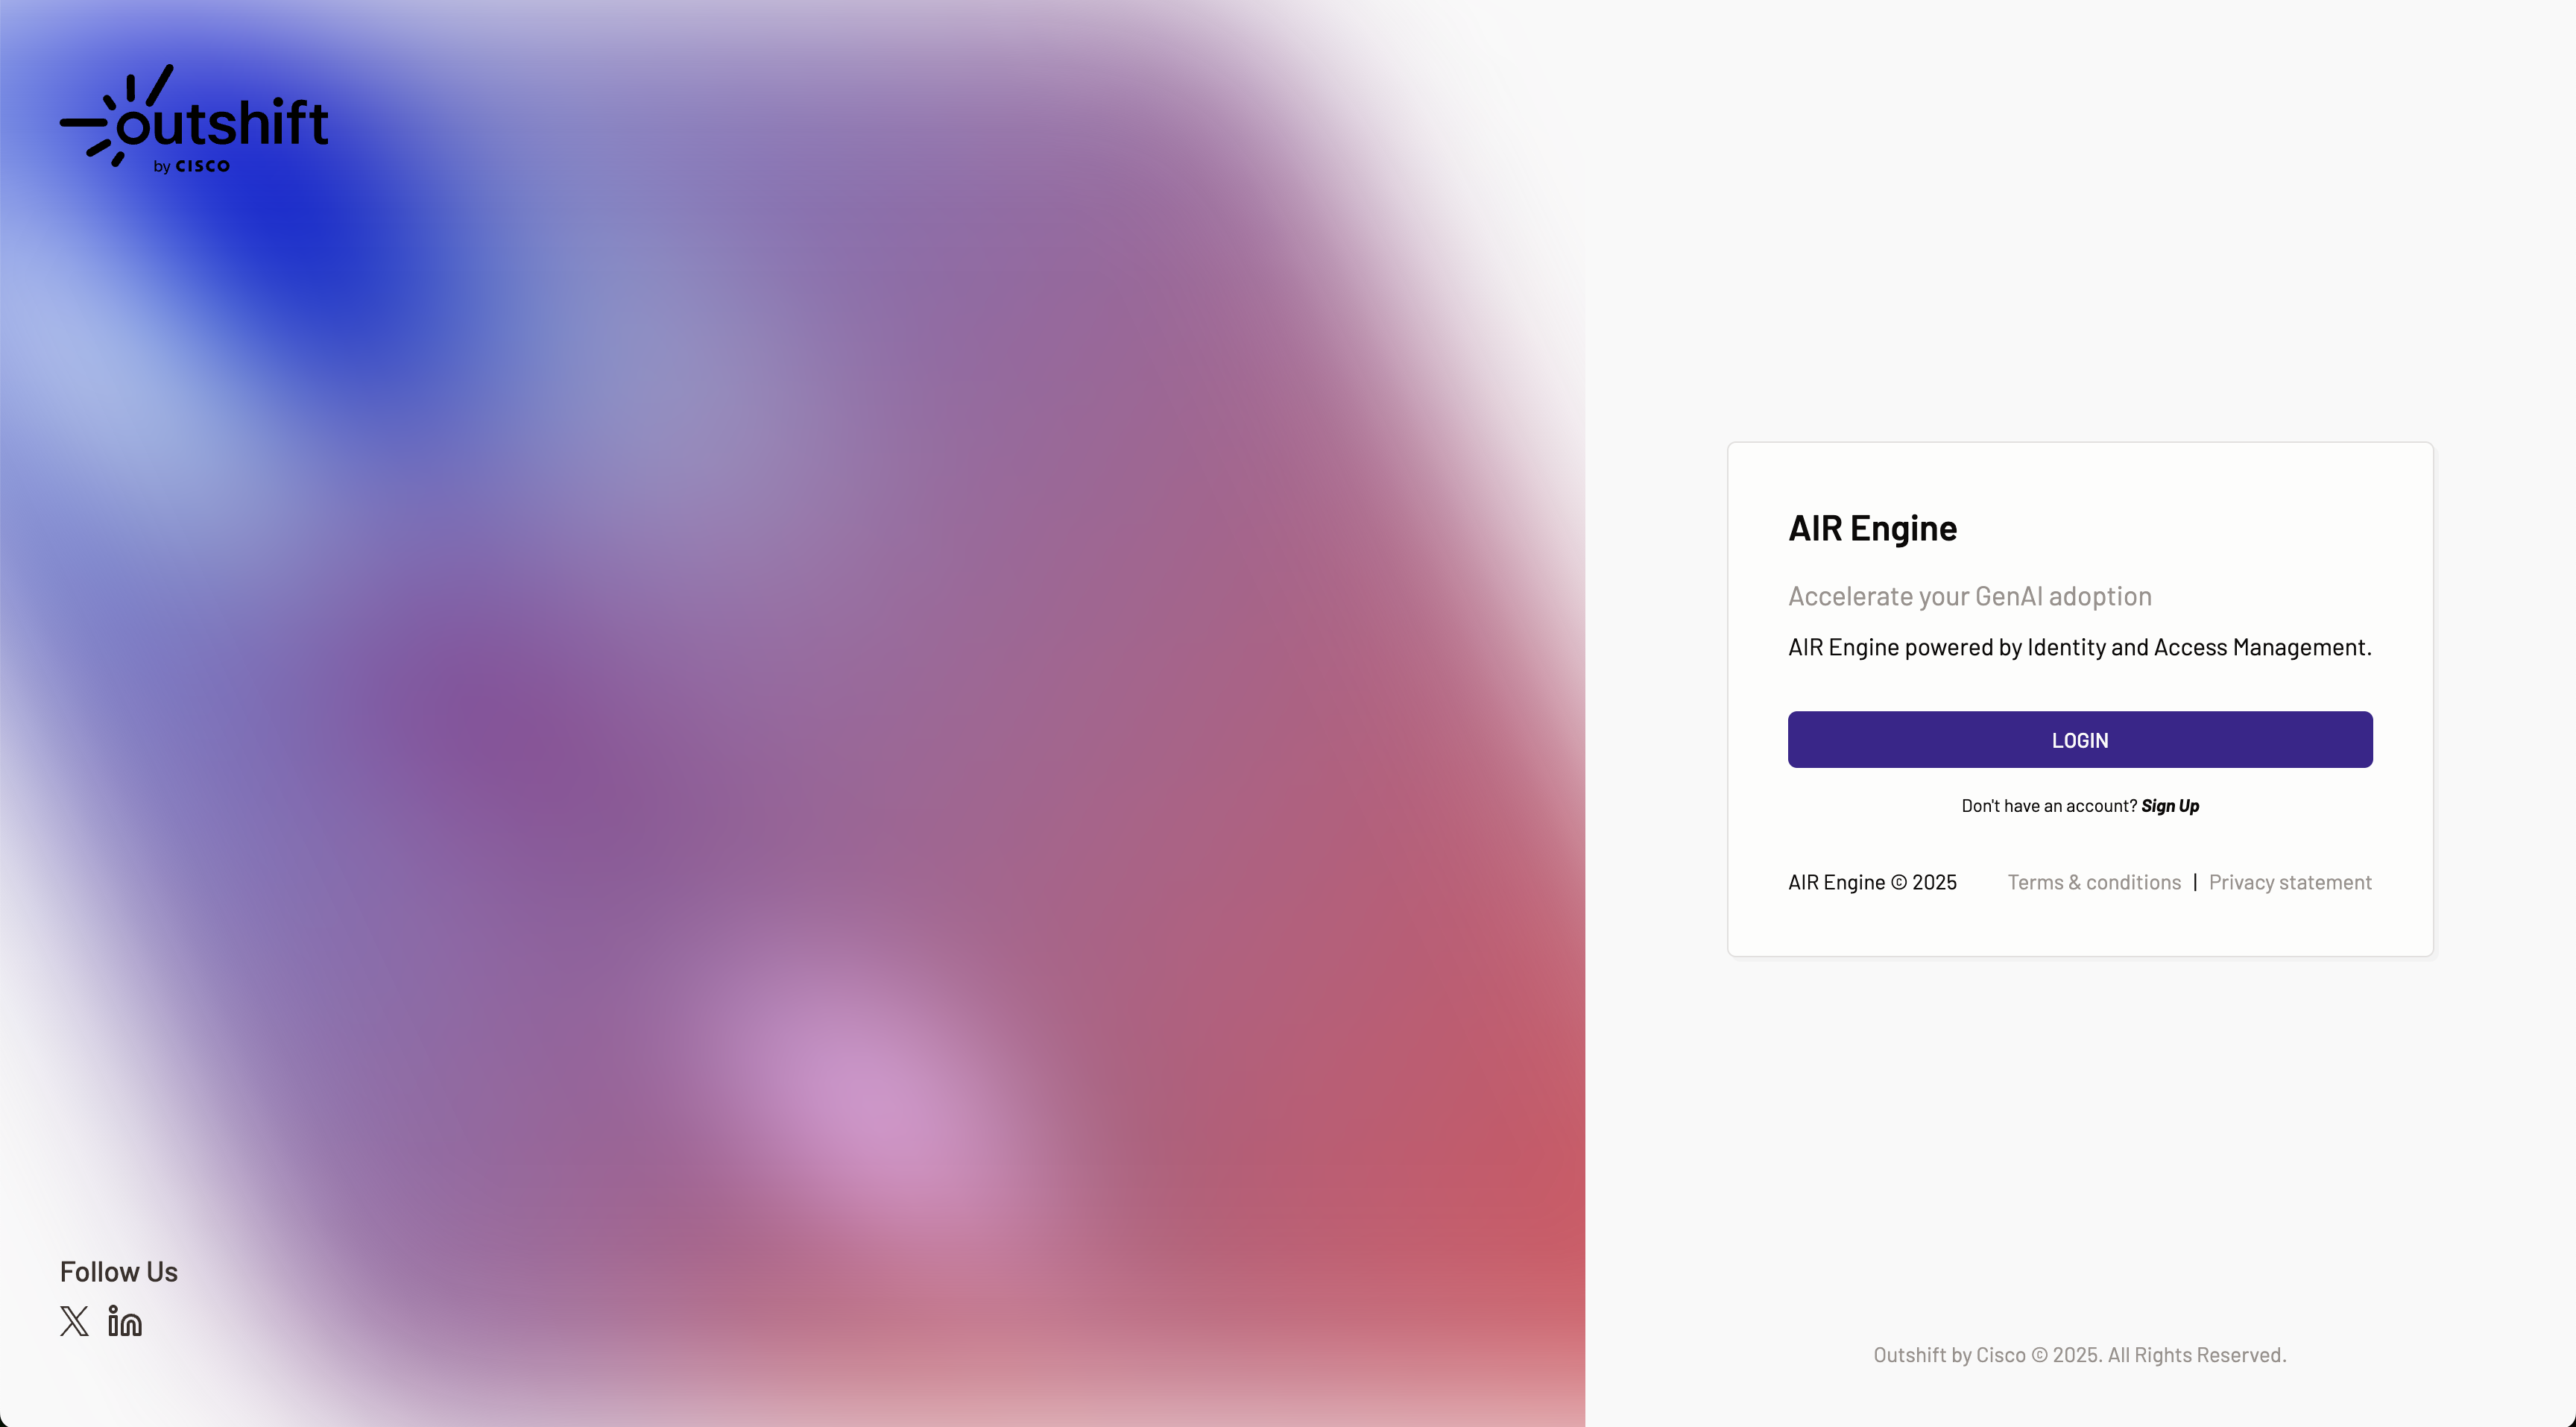 outshift
by CISCO
AIR Engine
Accelerate your GenAI adoption
AIR Engine powered by Identity and Access Management.
LOGIN
Don't have an account? Sign Up
AIR Engine © 2025 Terms & conditions | Privacy statement
Follow Us
Outshift by Cisco © 2025. All Rights Reserved.